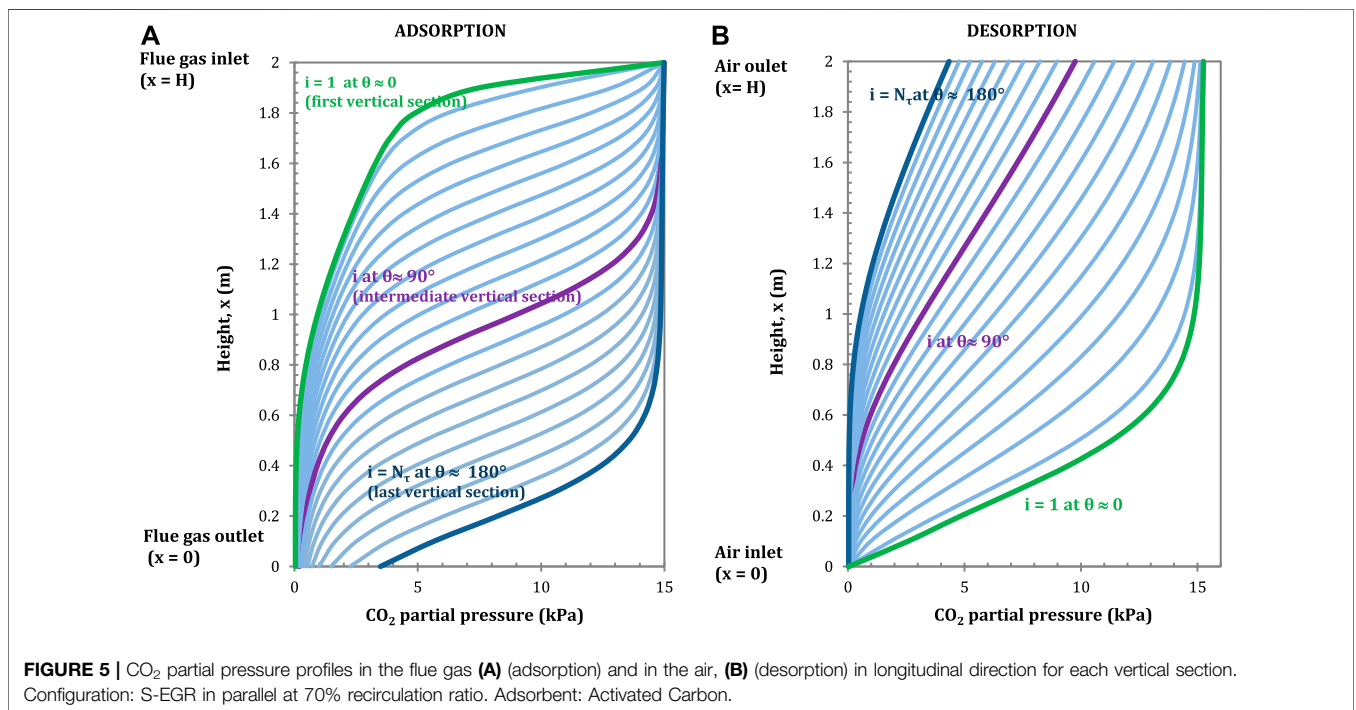 A
ADSORPTION
Flue gas inlet
(x = H)
i = 1 at θ ≈ 0
(first vertical section)
i at θ≈ 90°
(intermediate vertical section)
i = Nτ at θ ≈ 180°
(last vertical section)
Flue gas outlet
(x = 0)
Height, x (m)
2
1.8
1.6
1.4
1.2
1
0.8
0.6
0.4
0.2
0
0
5
10
15
CO2 partial pressure (kPa)
B
DESORPTION
Air oulet
(x= H)
i = Nτat θ ≈ 180°
i at θ≈ 90°
i = 1 at θ ≈ 0
Air inlet
(x = 0)
Height, x (m)
2
1.8
1.6
1.4
1.2
1
0.8
0.6
0.4
0.2
0
0
5
10
15
CO2 partial pressure (kPa)
FIGURE 5 | CO2 partial pressure profiles in the flue gas (A) (adsorption) and in the air, (B) (desorption) in longitudinal direction for each vertical section.
Configuration: S-EGR in parallel at 70% recirculation ratio. Adsorbent: Activated Carbon.